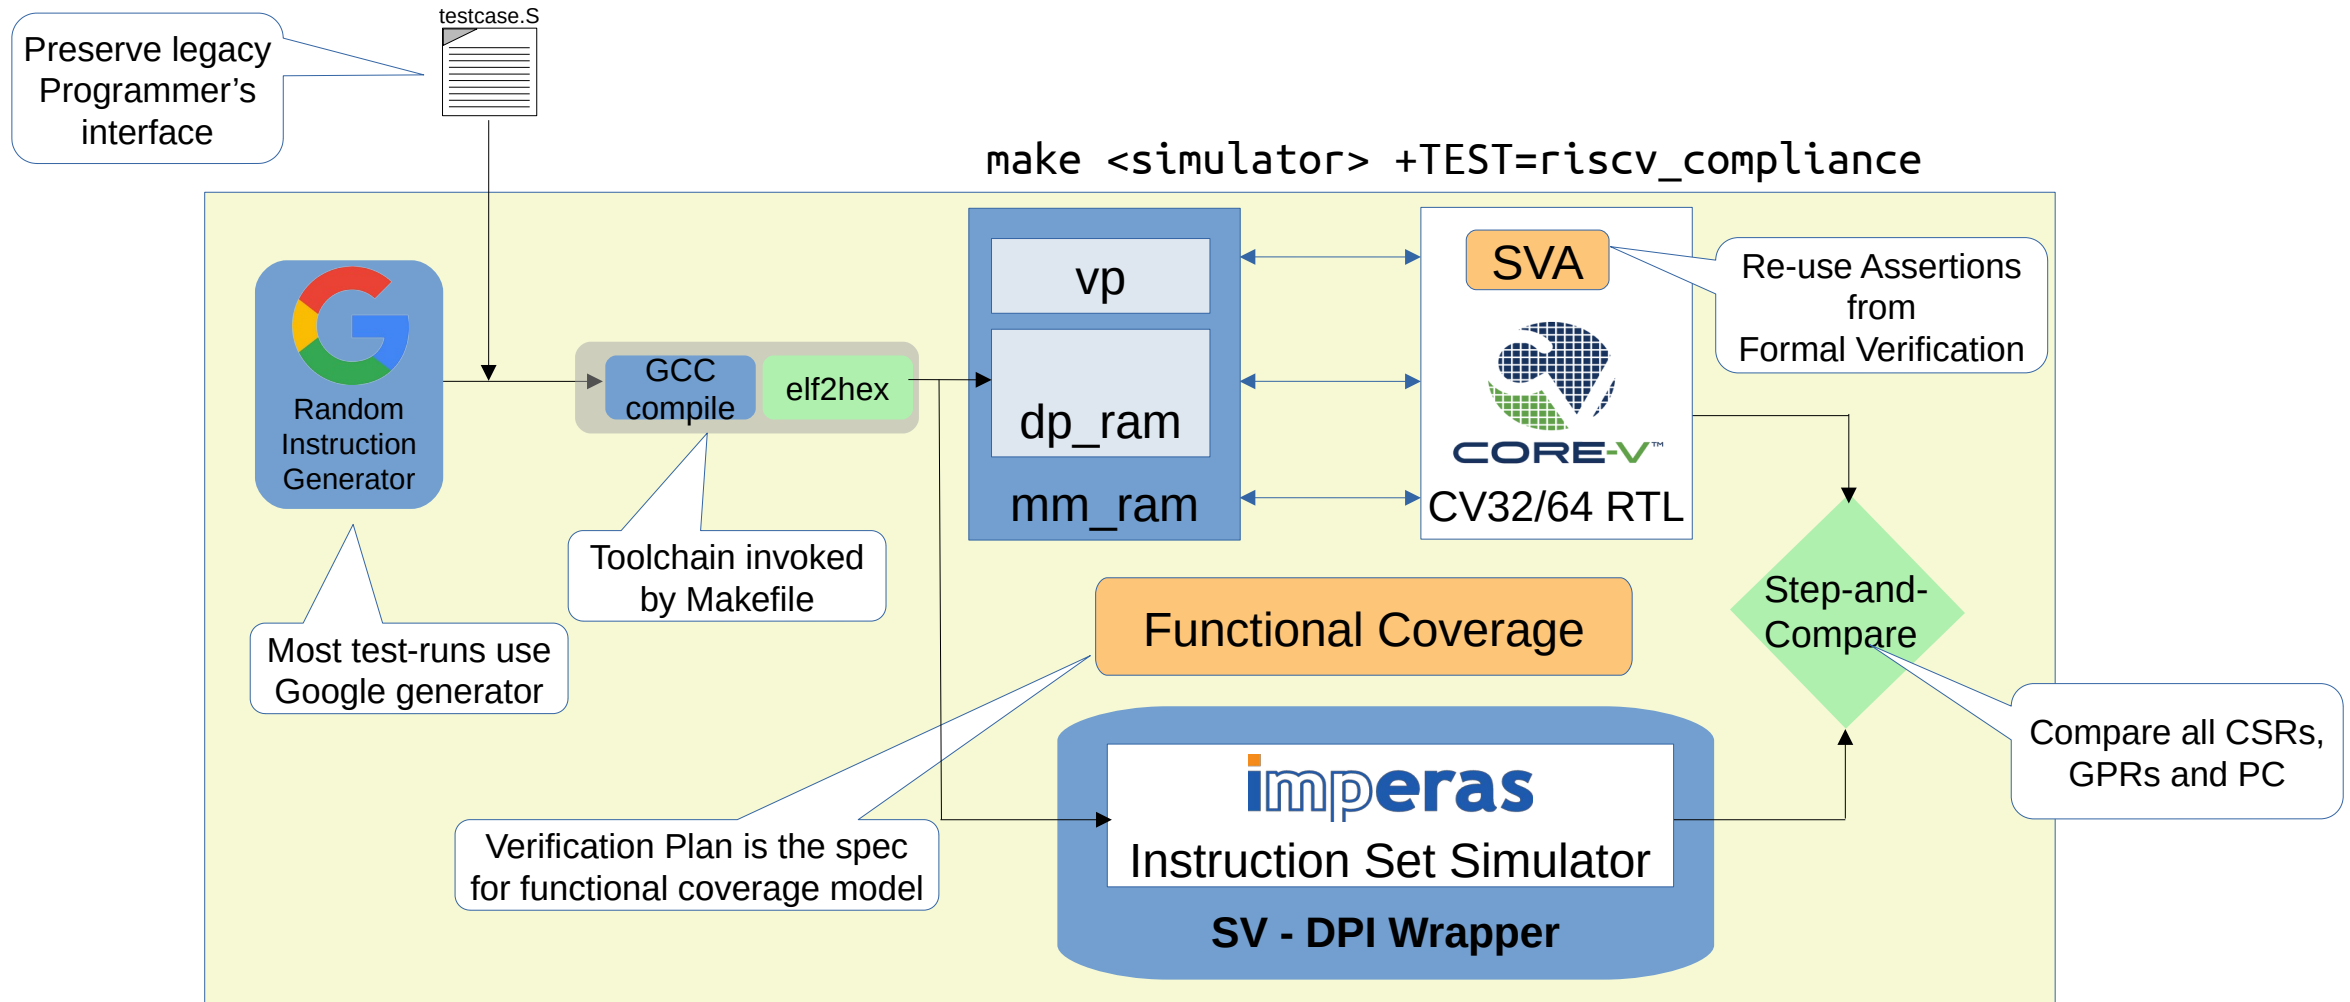 testcase.S
Preserve legacy
Programmer's
interface
make <simulator> +TEST=riscv_compliance
vp
dp_ram
mm_ram
SVA
CORE-V™
CV32/64 RTL
Re-use Assertions
from
Formal Verification
Random
Instruction
Generator
GCC
compile
elf2hex
Toolchain invoked
by Makefile
Most test-runs use
Google generator
Functional Coverage
Step-and-
Compare
Compare all CSRs,
GPRs and PC
Verification Plan is the spec
for functional coverage model
imperas
Instruction Set Simulator
SV - DPI Wrapper